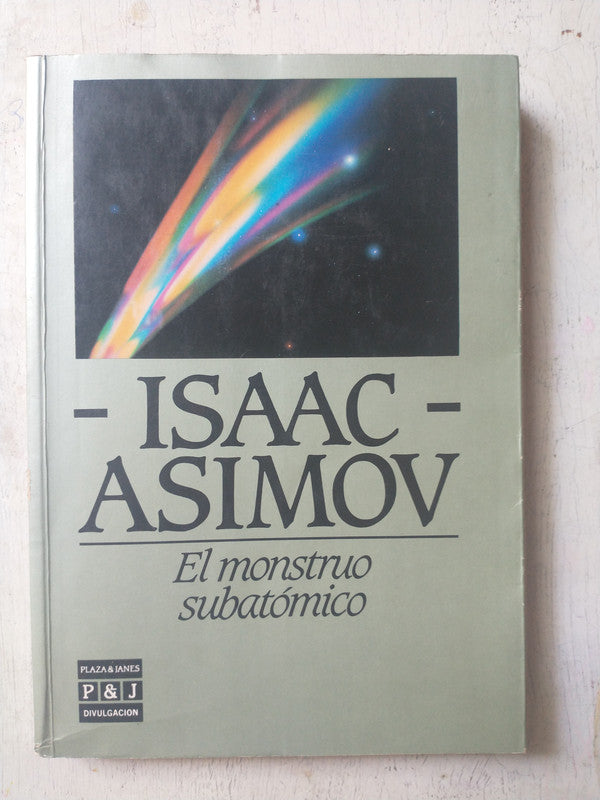 - ISAAC -
ASIMOV
El monstruo
subatómico
PLAZA & JANES
P & J
DIVULGACION